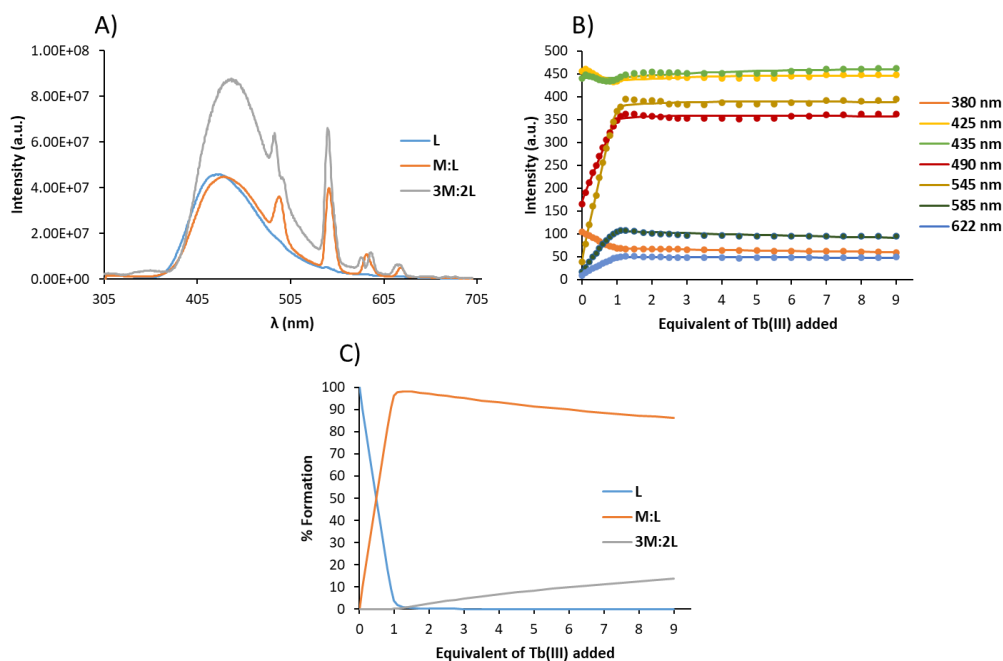 A)
1.00E+08
8.00E+07
6.00E+07
4.00E+07
2.00E+07
0.00E+00
Intensity (a.u.)
305 405 505 605 705
λ (nm)
L
M:L
3M:2L
B)
500
450
400
350
300
250
200
150
100
50
0
Intensity (a.u.)
0 1 2 3 4 5 6 7 8 9
Equivalent of Tb(III) added
380 nm
425 nm
435 nm
490 nm
545 nm
585 nm
622 nm
C)
100
90
80
70
60
50
40
30
20
10
0
% Formation
0 1 2 3 4 5 6 7 8 9
Equivalent of Tb(III) added
L
M:L
3M:2L